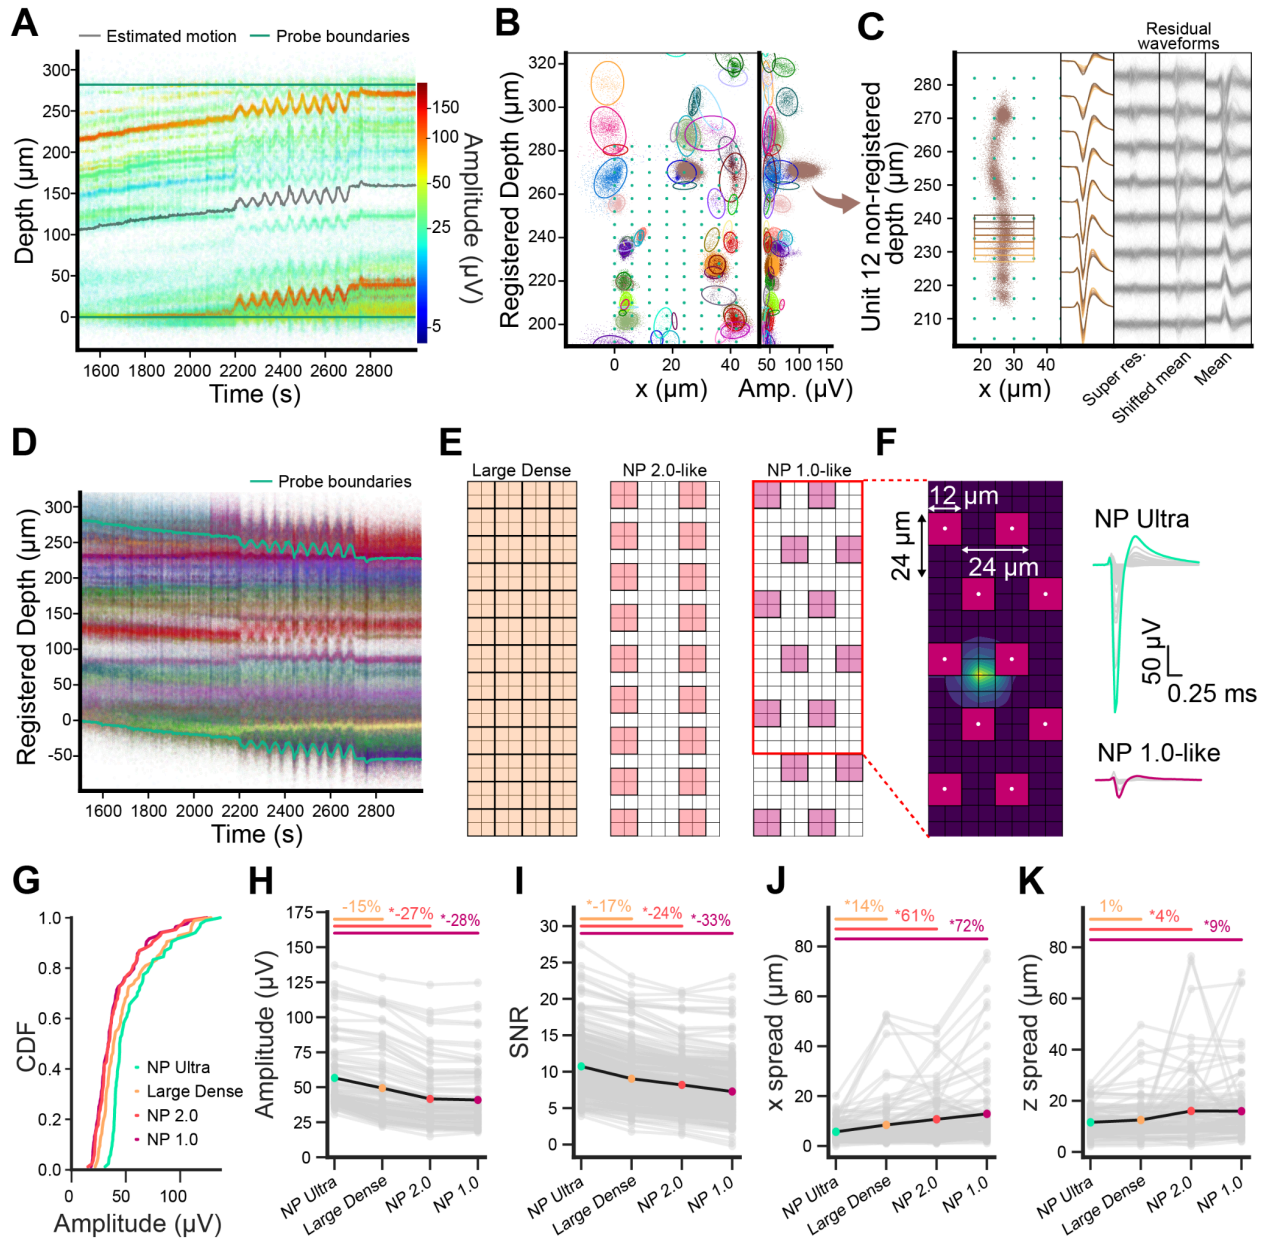 A
Estimated motion
Probe boundaries
Depth (μm)
300
250
200
150
100
50
0
1600 1800 2000 2200 2400 2600 2800
Time (s)
150
100
50
25
5
-5
Amplitude (μV)
B
Registered Depth (μm)
320
300
280
260
240
220
200
0 20 40
x (μm)
50 100 150
Amp. (μV)
C
Residual
waveforms
Unit 12 non-registered
depth (μm)
280
270
260
250
240
230
220
210
20 30 40
x (μm)
Super res.
Shifted mean
Mean
D
Probe boundaries
Registered Depth (μm)
300
250
200
150
100
50
0
-50
1600 1800 2000 2200 2400 2600 2800
Time (s)
E
Large Dense
NP 2.0-like
NP 1.0-like
F
12 μm
24 μm
24 μm
NP Ultra
50 μV
0.25 ms
NP 1.0-like
G
CDF
1.0
0.8
0.6
0.4
0.2
0.0
NP Ultra
Large Dense
NP 2.0
NP 1.0
0 50 100
Amplitude (μV)
H
-15%
*-27%
*-28%
Amplitude (μV)
175
150
125
100
75
50
25
0
NP Ultra
Large Dense
NP 2.0
NP 1.0
I
*-17%
*-24%
*-33%
SNR
30
25
20
15
10
5
0
NP Ultra
Large Dense
NP 2.0
NP 1.0
J
*14%
*61%
*72%
x spread (μm)
80
60
40
20
0
NP Ultra
Large Dense
NP 2.0
NP 1.0
K
1%
*4%
*9%
z spread (μm)
80
60
40
20
0
NP Ultra
Large Dense
NP 2.0
NP 1.0